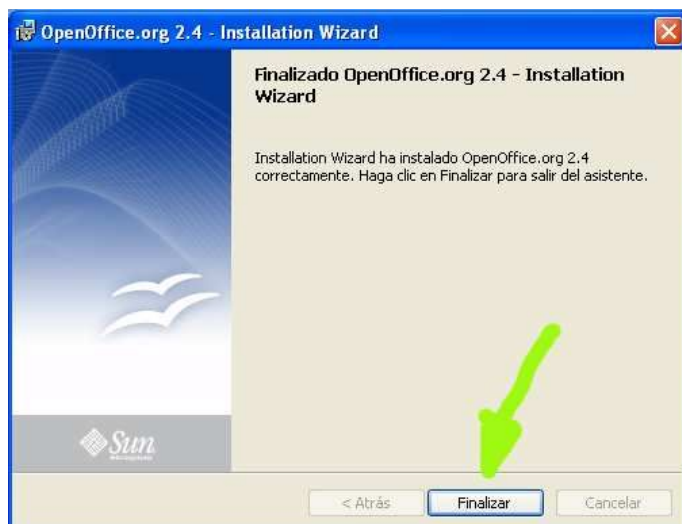 OpenOffice.org 2.4 - Installation Wizard
Finalizado OpenOffice.org 2.4 - Installation
Wizard
Installation Wizard ha instalado OpenOffice.org 2.4
correctamente. Haga clic en Finalizar para salir del asistente.
Sun
< Atrás
Finalizar
Cancelar